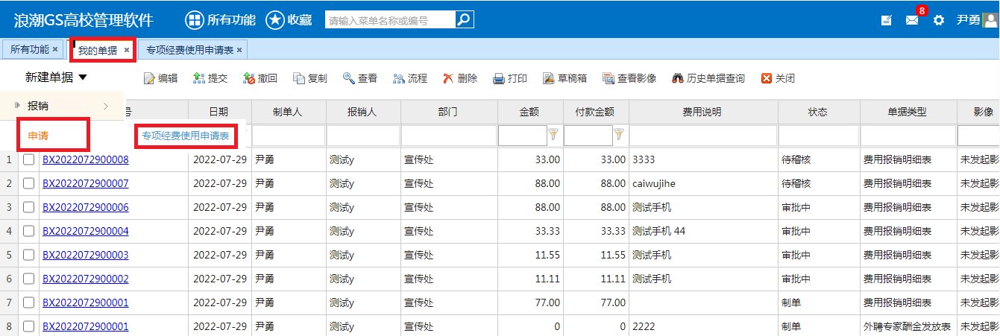 浪潮GS高校管理软件 所有功能 收藏 请输入菜单名称或编号 8 尹勇
所有功能 × 我的单据 × 专项经费使用申请表 ×
新建单据 编辑 提交 撤回 复制 查看 流程 删除 打印 草稿箱 查看影像 历史单据查询 关闭
报销 号 日期 制单人 报销人 部门 金额 付款金额 费用说明 状态 单据类型 影像
申请 专项经费使用申请表
1 BX2022072900008 2022-07-29 尹勇 测试y 宣传处 33.00 33.00 3333 待稽核 费用报销明细表 未发起影
2 BX2022072900007 2022-07-29 尹勇 测试y 宣传处 88.00 88.00 caiwujihe 待稽核 费用报销明细表 未发起影
3 BX2022072900006 2022-07-29 尹勇 测试y 宣传处 88.00 88.00 测试手机 审批中 费用报销明细表 未发起影
4 BX2022072900004 2022-07-29 尹勇 测试y 宣传处 33.33 33.33 测试手机 44 审批中 费用报销明细表 未发起影
5 BX2022072900003 2022-07-29 尹勇 测试y 宣传处 11.55 11.55 测试手机 审批中 费用报销明细表 未发起影
6 BX2022072900002 2022-07-29 尹勇 测试y 宣传处 11.11 11.11 测试手机 审批中 费用报销明细表 未发起影
7 BX2022072900001 2022-07-29 尹勇 测试y 宣传处 77.00 77.00 制单 费用报销明细表 未发起影
8 BX2022072900001 2022-07-29 尹勇 测试y 宣传处 0 0 2222 制单 外聘专家酬金发放表 未发起影